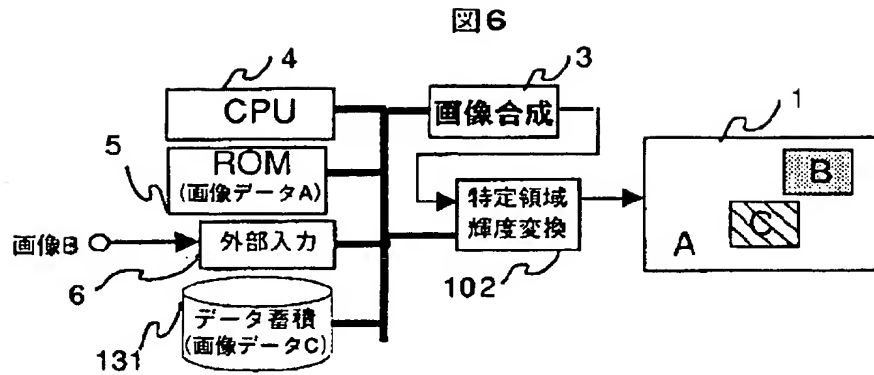 図6
4
CPU
3
画像合成
1
5
ROM
(画像データA)
特定領域
輝度変換
102
B
C
A
画像B
外部入力
6
データ蓄積
(画像データC)
131